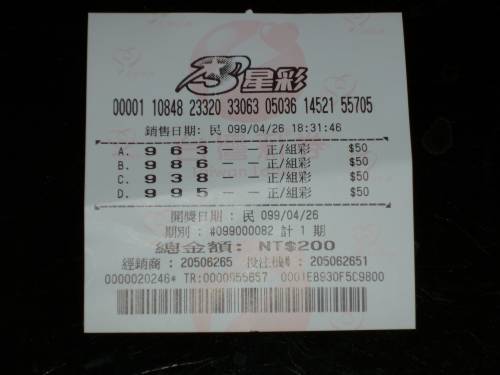 3星彩
00001 10848 23320 33063 05036 14521 55705
銷售日期: 民 099/04/26 18:31:46
A. 9 6 3 – – 正/組彩 $50
B. 9 8 6 – – 正/組彩 $50
C. 9 3 8 – – 正/組彩 $50
D. 9 9 5 – – 正/組彩 $50
開獎日期 : 民 099/04/26
期別 : #099000082 計 1 期
總金額: NT$200
經銷商 : 20506265 投注機# : 205062651
0000020246* TR:0000055657 0001E8930F5C9800